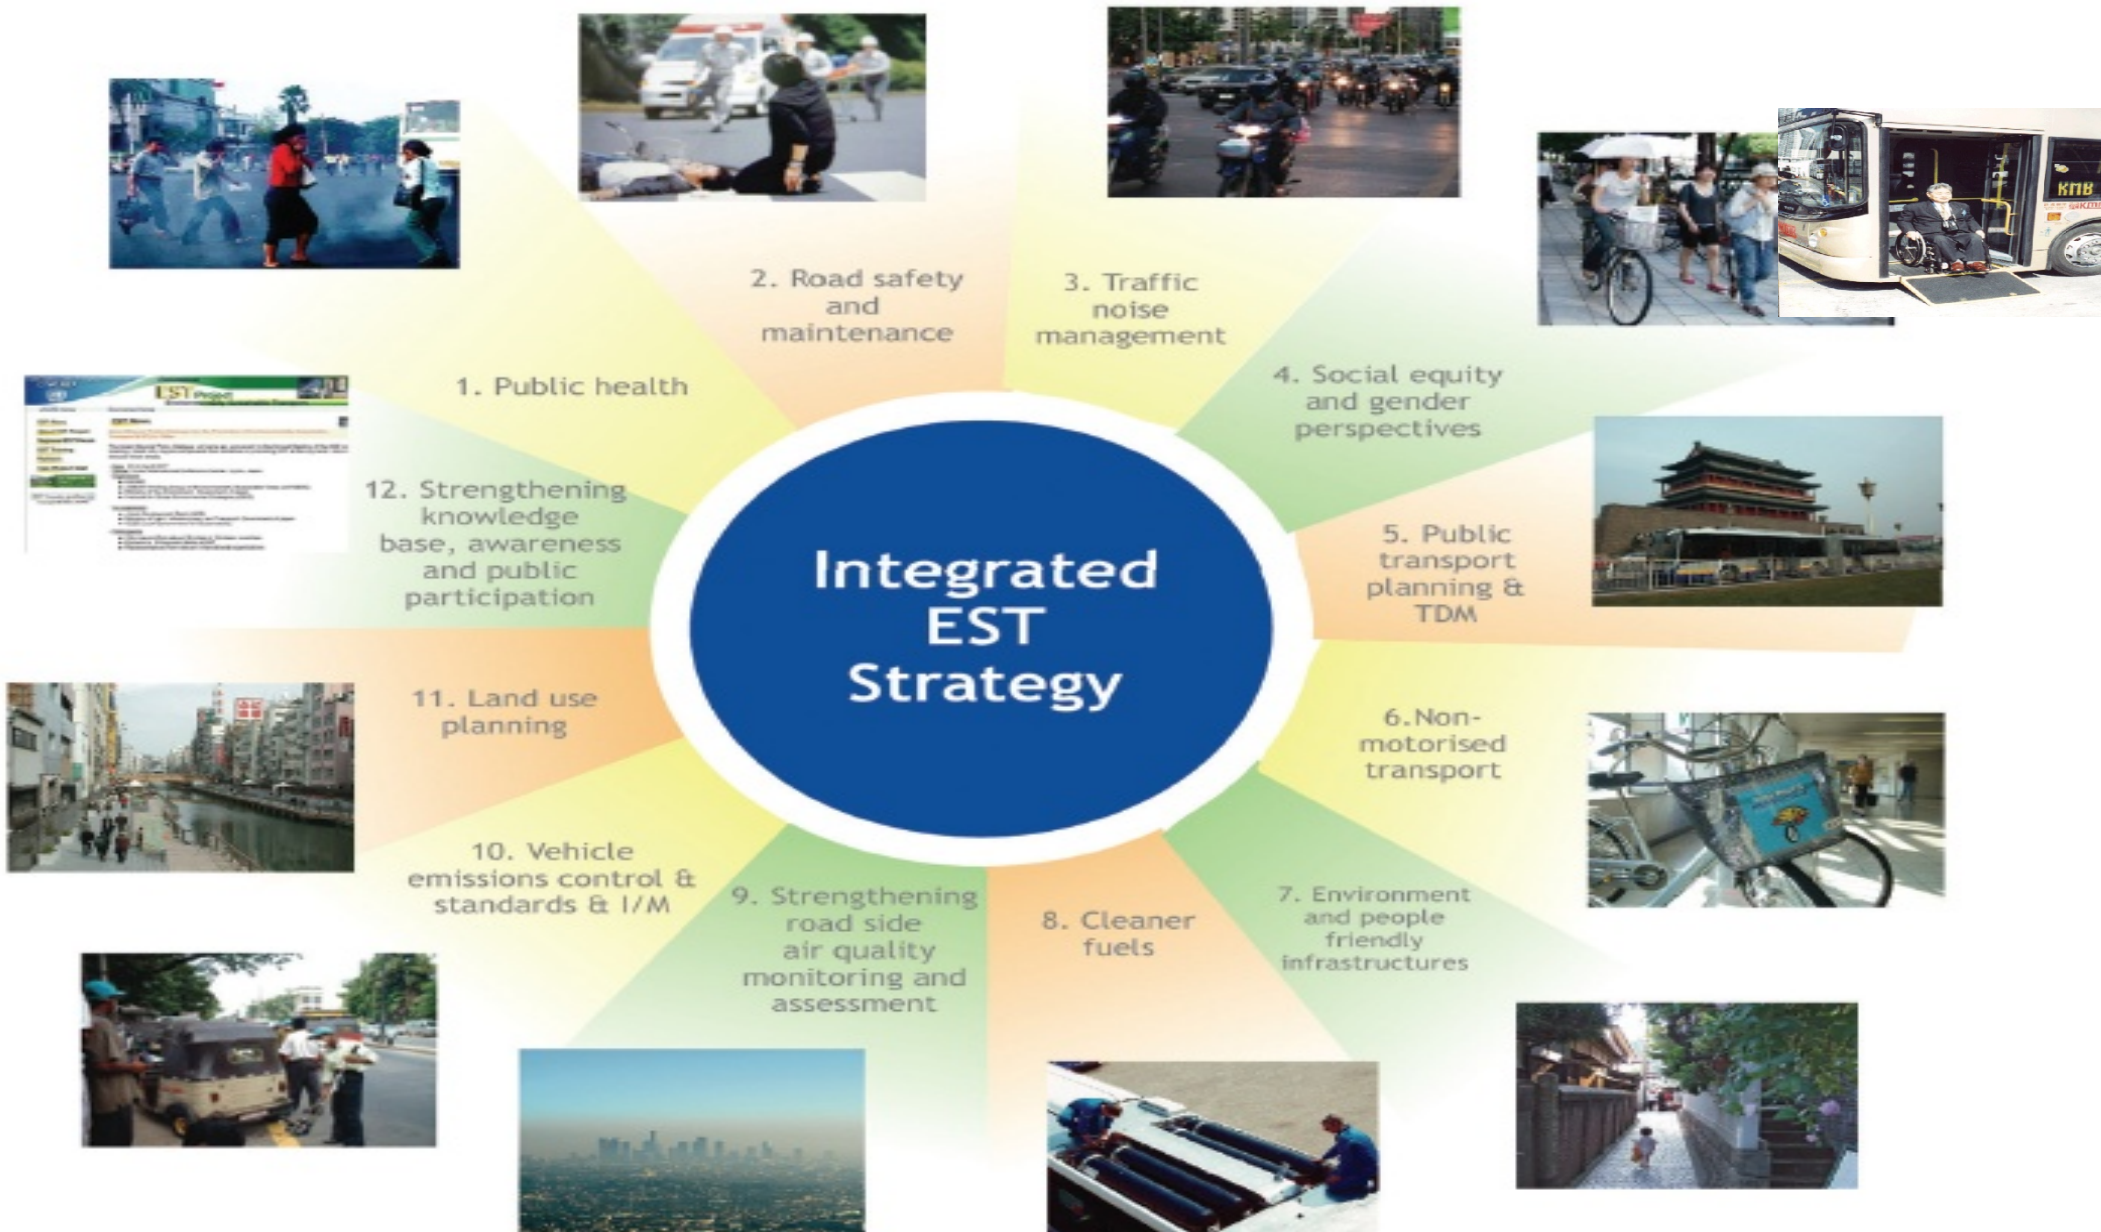 2. Road safety
and
maintenance
3. Traffic
noise
management
KMB
1. Public health
4. Social equity
and gender
perspectives
EST Project
12. Strengthening
knowledge
base, awareness
and public
participation
Integrated
EST
Strategy
5. Public
transport
planning &
TDM
11. Land use
planning
6.Non-
motorised
transport
10. Vehicle
emissions control &
standards & I/M
9. Strengthening
road side
air quality
monitoring and
assessment
8. Cleaner
fuels
7. Environment
and people
friendly
infrastructures